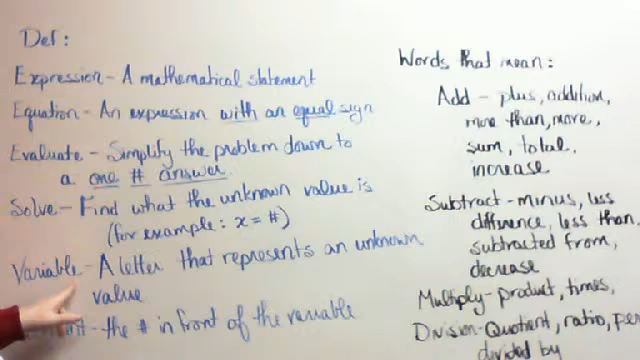 Def:
Expression - A mathematical statement
Equation - An expression with an equal sign
Evaluate - Simplify the problem down to
a one # answer.
Solve - Find what the unknown value is
(for example: x = #)
Variable - A letter that represents an unknown
value
- the # in front of the variable
Words that mean:
Add - plus, addition,
more than, more,
sum, total,
increase
Subtract - minus, less
difference, less than,
subtracted from,
decrease
Multiply - product, times,
Division - Quotient, ratio, per
divided by